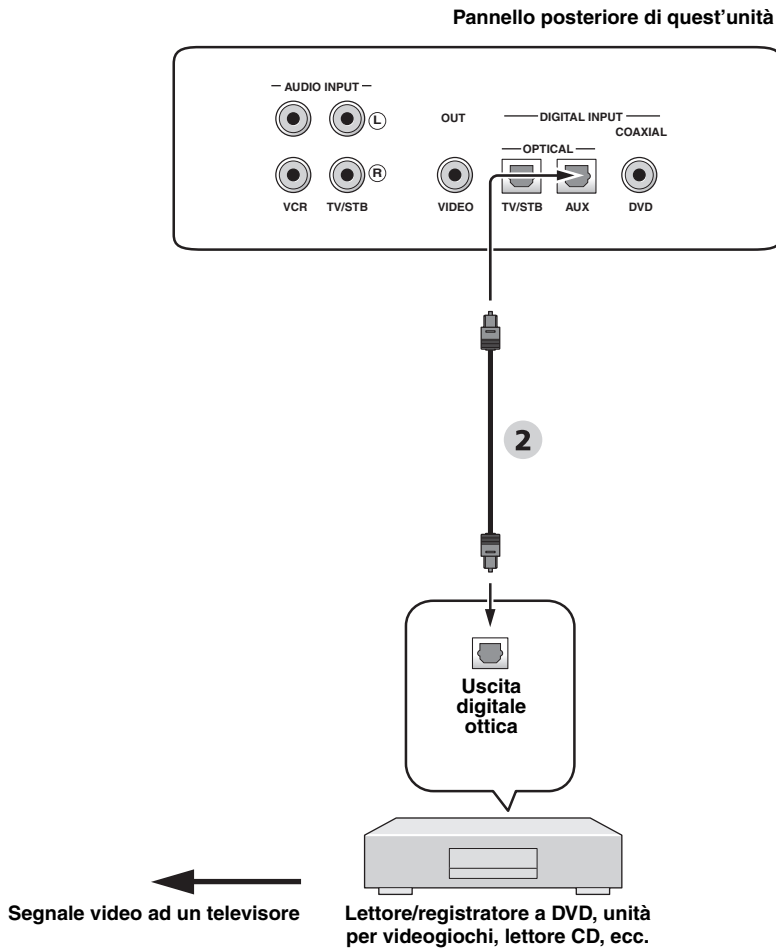 Pannello posteriore di quest'unità
AUDIO INPUT
L
R
VCR TV/STB
OUT
VIDEO
DIGITAL INPUT
COAXIAL
OPTICAL
TV/STB AUX DVD
2
Uscita
digitale
ottica
Segnale video ad un televisore
Lettore/registratore a DVD, unità
per videogiochi, lettore CD, ecc.